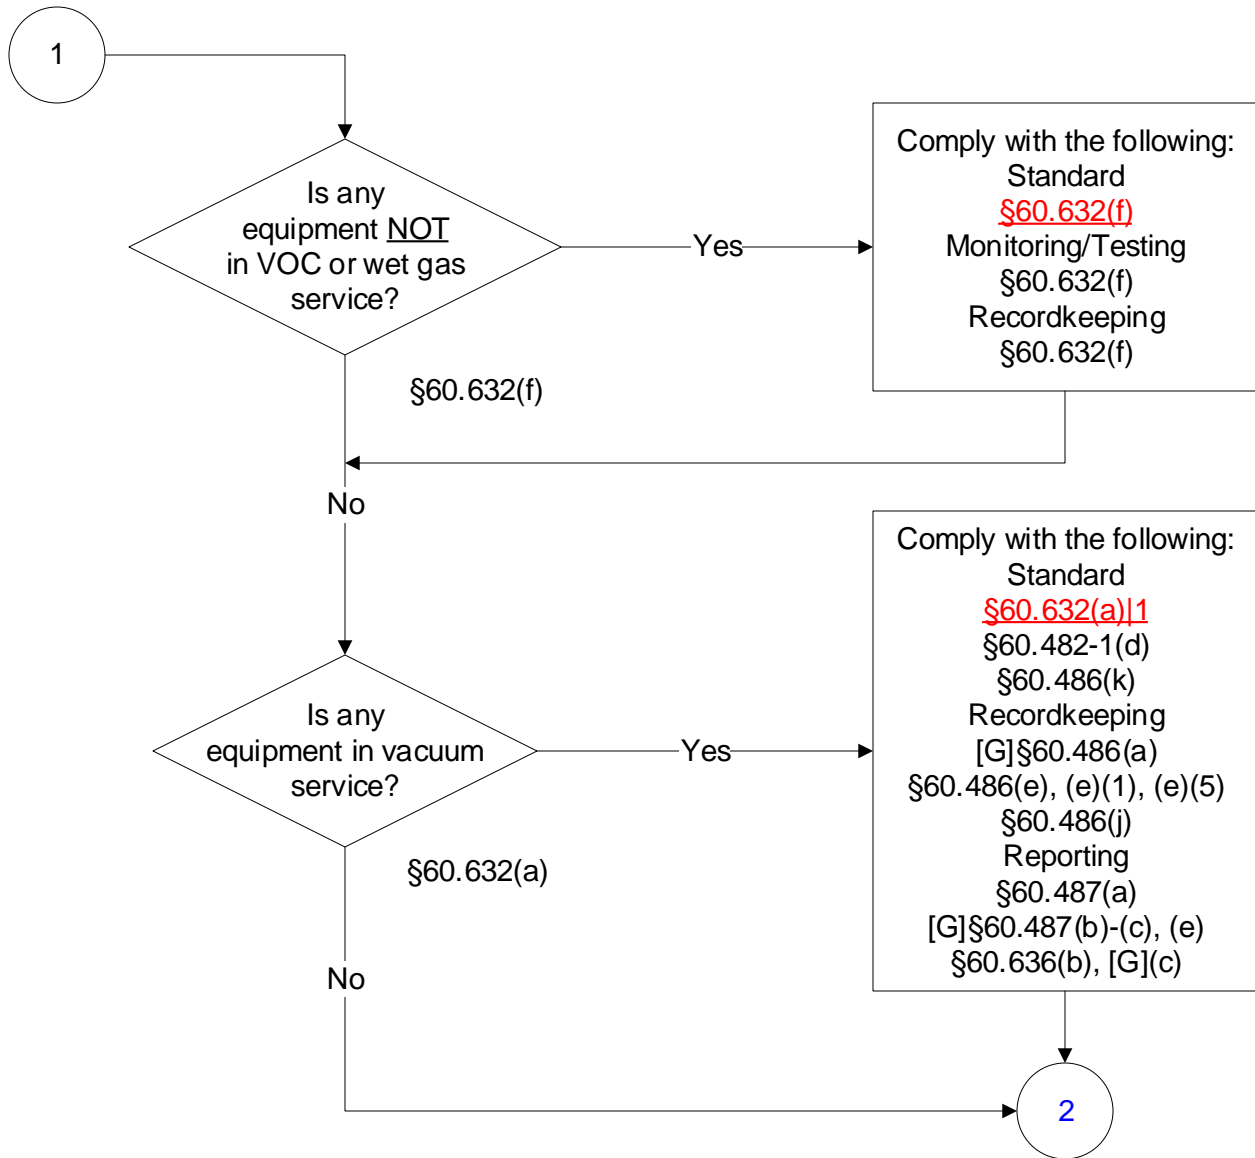 1
Is any
equipment NOT
in VOC or wet gas
service?
Yes
§60.632(f)
Comply with the following:
Standard
§60.632(f)
Monitoring/Testing
§60.632(f)
Recordkeeping
§60.632(f)
No
Is any
equipment in vacuum
service?
Yes
§60.632(a)
Comply with the following:
Standard
§60.632(a)|1
§60.482-1(d)
§60.486(k)
Recordkeeping
[G]§60.486(a)
§60.486(e), (e)(1), (e)(5)
§60.486(j)
Reporting
§60.487(a)
[G]§60.487(b)-(c), (e)
§60.636(b), [G](c)
No
2